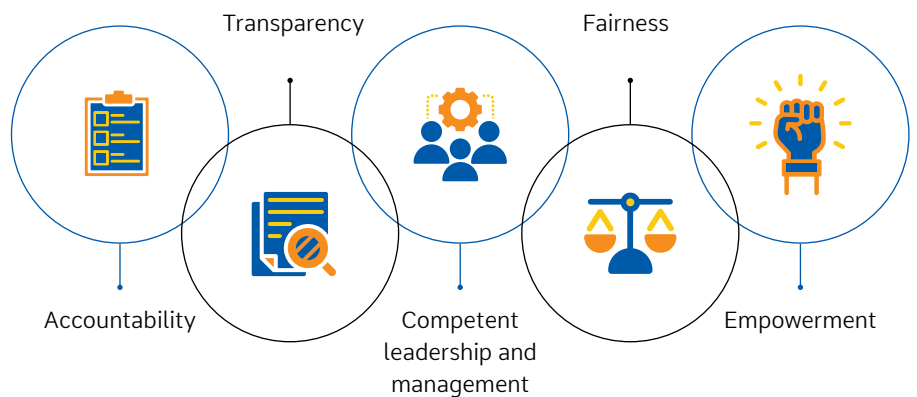 Transparency
Fairness
Accountability
Competent
leadership and
management
Empowerment